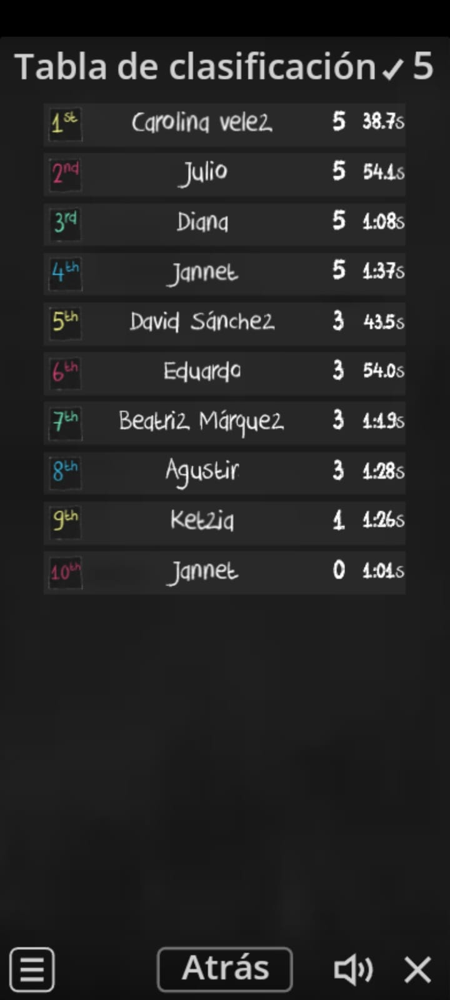 Tabla de clasificación ✓ 5
1st Carolina velez 5 38.7s
2nd Julio 5 54.1s
3rd Diana 5 1:08s
4th Jannet 5 1:37s
5th David Sánchez 3 43.5s
6th Eduardo 3 54.0s
7th Beatriz Márquez 3 1:19s
8th Agustin 3 1:28s
9th Ketzia 1 1:26s
10th Jannet 0 1:01s
Atrás